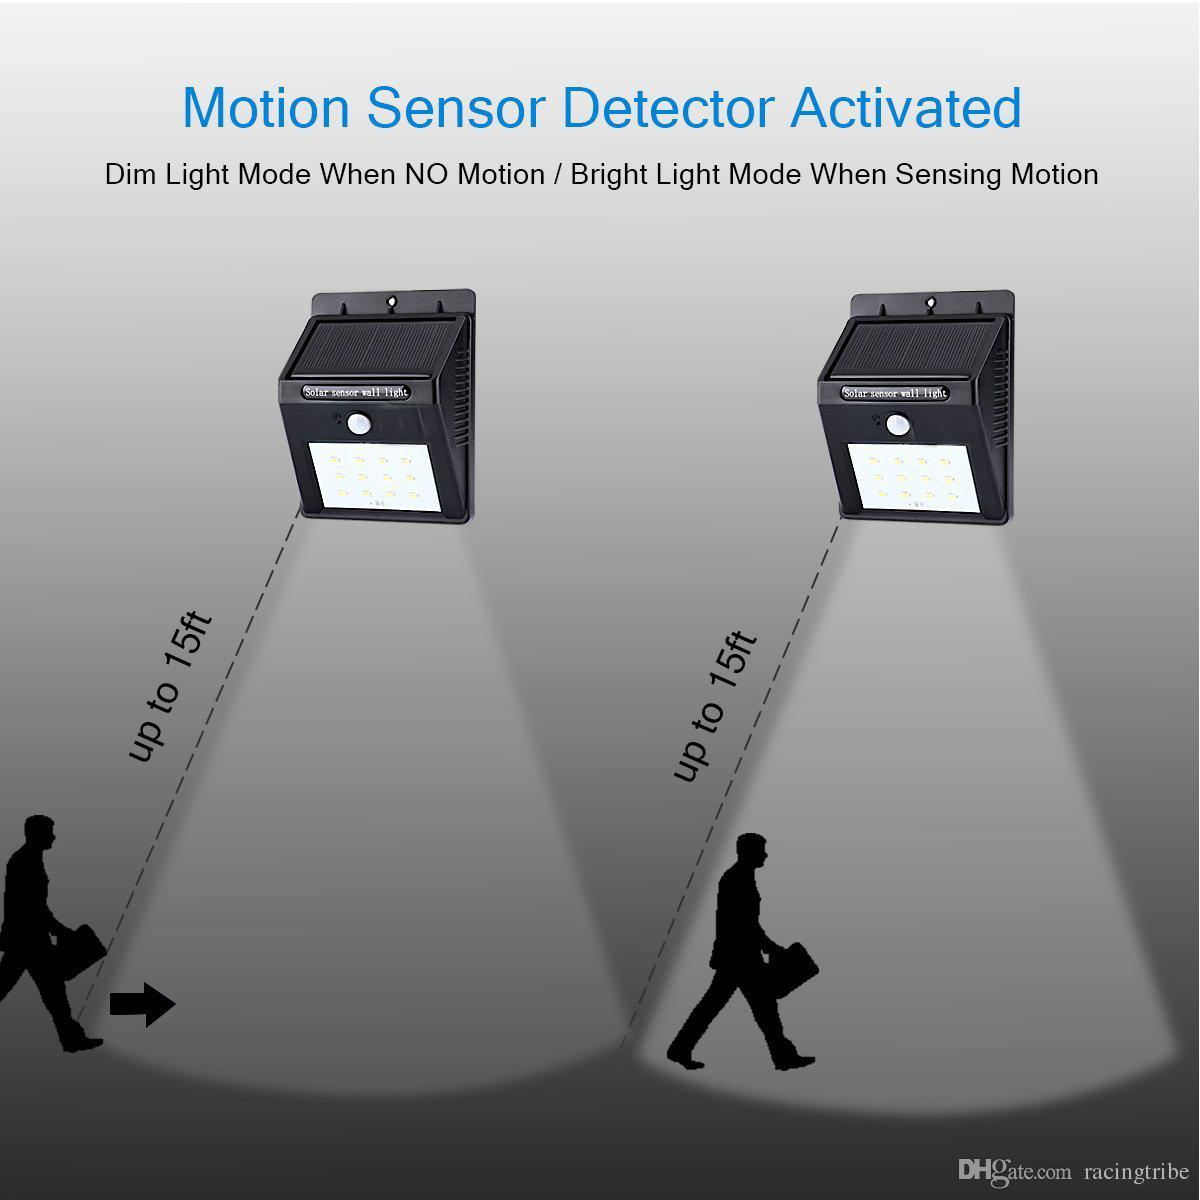 Motion Sensor Detector Activated
Dim Light Mode When NO Motion / Bright Light Mode When Sensing Motion
Solar sensor wall light
Solar sensor wall light
up to 15ft
up to 15ft
DHgate.com racingtribe